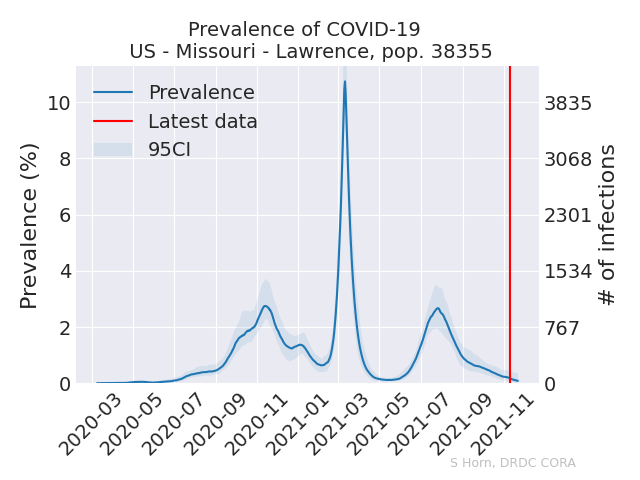 Prevalence of COVID-19
US - Missouri - Lawrence, pop. 38355
Prevalence
Latest data
95CI
Prevalence (%)
10
8
6
4
2
0
3835
3068
2301
1534
767
0
# of infections
2020-03
2020-05
2020-07
2020-09
2020-11
2021-01
2021-03
2021-05
2021-07
2021-09
2021-11
S Horn, DRDC CORA